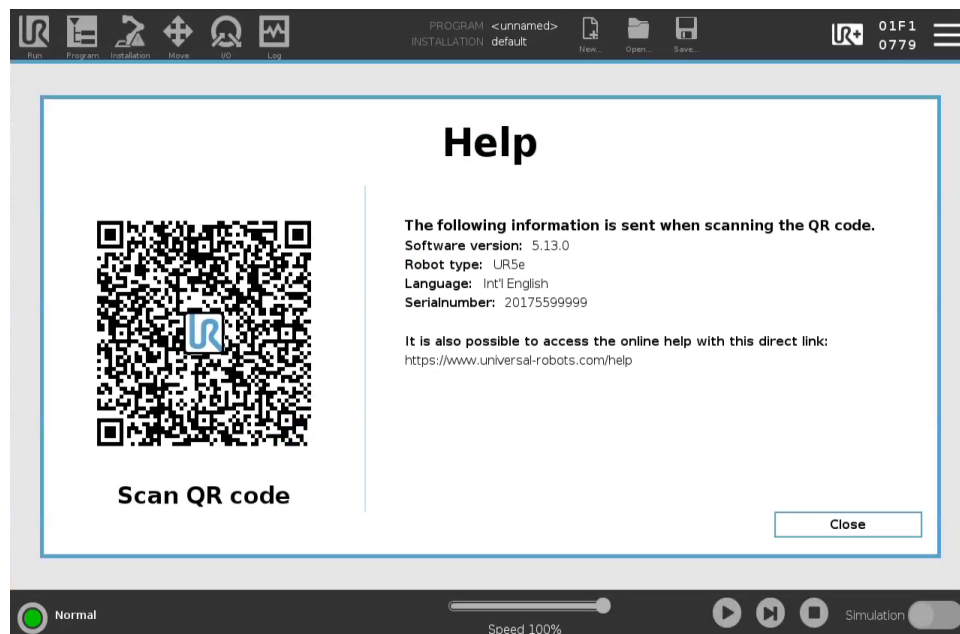 PROGRAM <unnamed>
INSTALLATION default
UR+
01F1
0779
Run
Program
Installation
Move
I/O
Log
New...
Open...
Save...
Help
The following information is sent when scanning the QR code.
Software version: 5.13.0
Robot type: UR5e
Language: Int'l English
Serialnumber: 20175599999
It is also possible to access the online help with this direct link:
https://www.universal-robots.com/help
UR
Scan QR code
Close
Normal
Speed 100%
Simulation